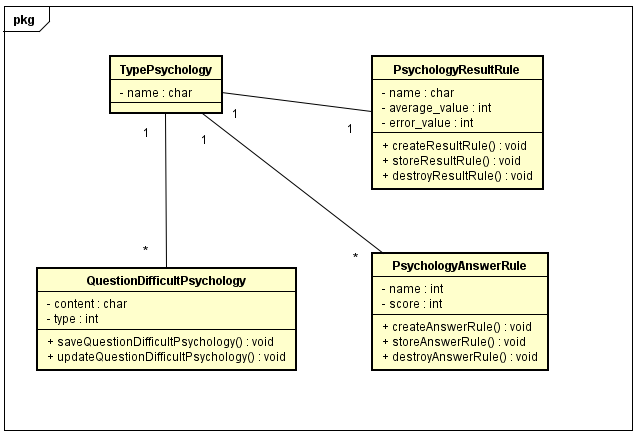 pkg
TypePsychology
- name : char
PsychologyResultRule
- name : char
- average_value : int
- error_value : int
+ createResultRule() : void
+ storeResultRule() : void
+ destroyResultRule() : void
1
1
1
1
*
*
QuestionDifficultPsychology
- content : char
- type : int
+ saveQuestionDifficultPsychology() : void
+ updateQuestionDifficultPsychology() : void
PsychologyAnswerRule
- name : int
- score : int
+ createAnswerRule() : void
+ storeAnswerRule() : void
+ destroyAnswerRule() : void